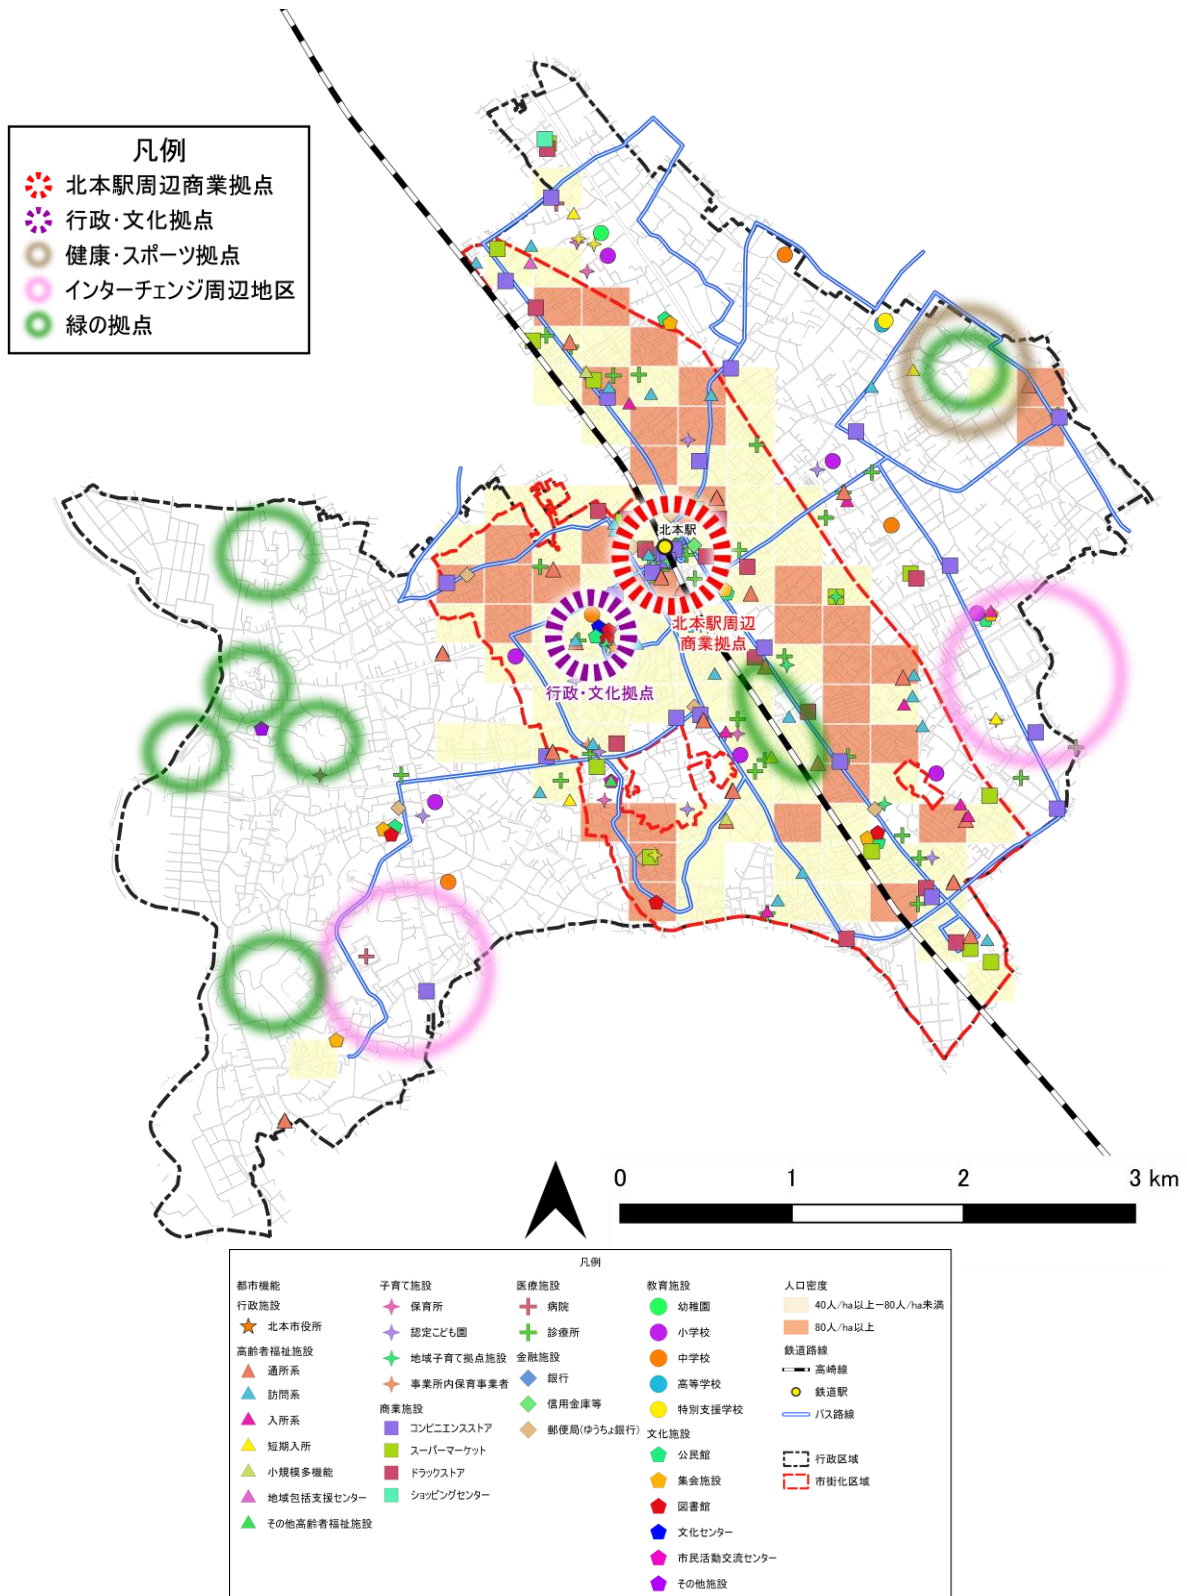 凡例
北本駅周辺商業拠点
行政・文化拠点
健康・スポーツ拠点
インターチェンジ周辺地区
緑の拠点
北本駅
北本駅周辺
商業拠点
行政・文化拠点
0 1 2 3 km
凡例
都市機能
行政施設
北本市役所
高齢者福祉施設
通所系
訪問系
入所系
短期入所
小規模多機能
地域包括支援センター
その他高齢者福祉施設
子育て施設
保育所
認定こども園
地域子育て拠点施設
事業所内保育事業者
商業施設
コンビニエンスストア
スーパーマーケット
ドラックストア
ショッピングセンター
医療施設
病院
診療所
金融施設
銀行
信用金庫等
郵便局(ゆうちょ銀行)
教育施設
幼稚園
小学校
中学校
高等学校
特別支援学校
文化施設
公民館
集会施設
図書館
文化センター
市民活動交流センター
その他施設
人口密度
40人/ha以上ー80人/ha未満
80人/ha以上
鉄道路線
高崎線
鉄道駅
バス路線
行政区域
市街化区域